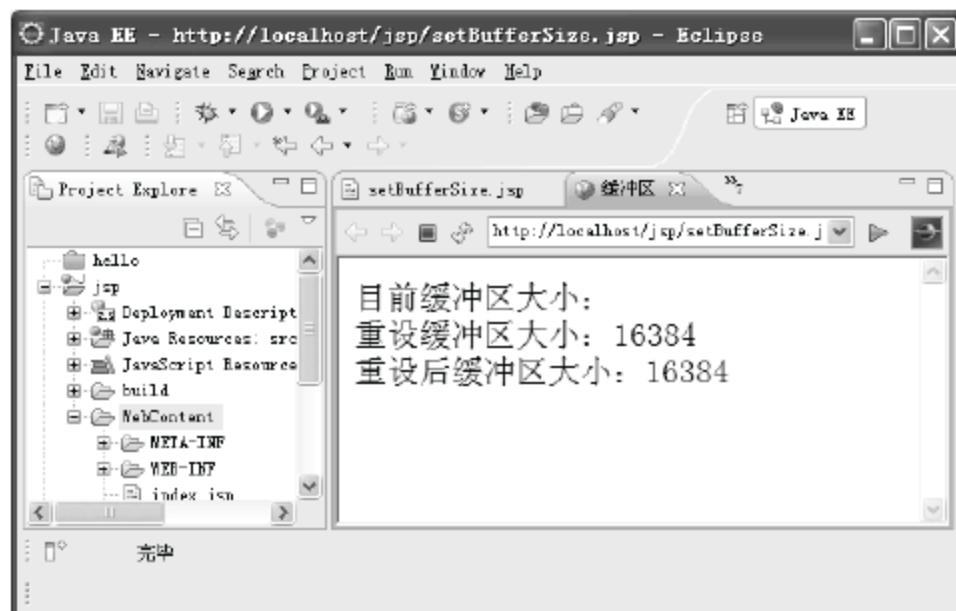 Java EE - http://localhost/jsp/setBufferSize.jsp - Eclipse
File Edit Navigate Search Project Run Window Help
Java EE
Project Explore
setBufferSize.jsp
缓冲区
http://localhost/jsp/setBufferSize.j
hello
jsp
Deployment Descript
Java Resources: src
JavaScript Resource
build
WebContent
META-INF
WEB-INF
index.jsp
目前缓冲区大小:
重设缓冲区大小: 16384
重设后缓冲区大小: 16384
完毕